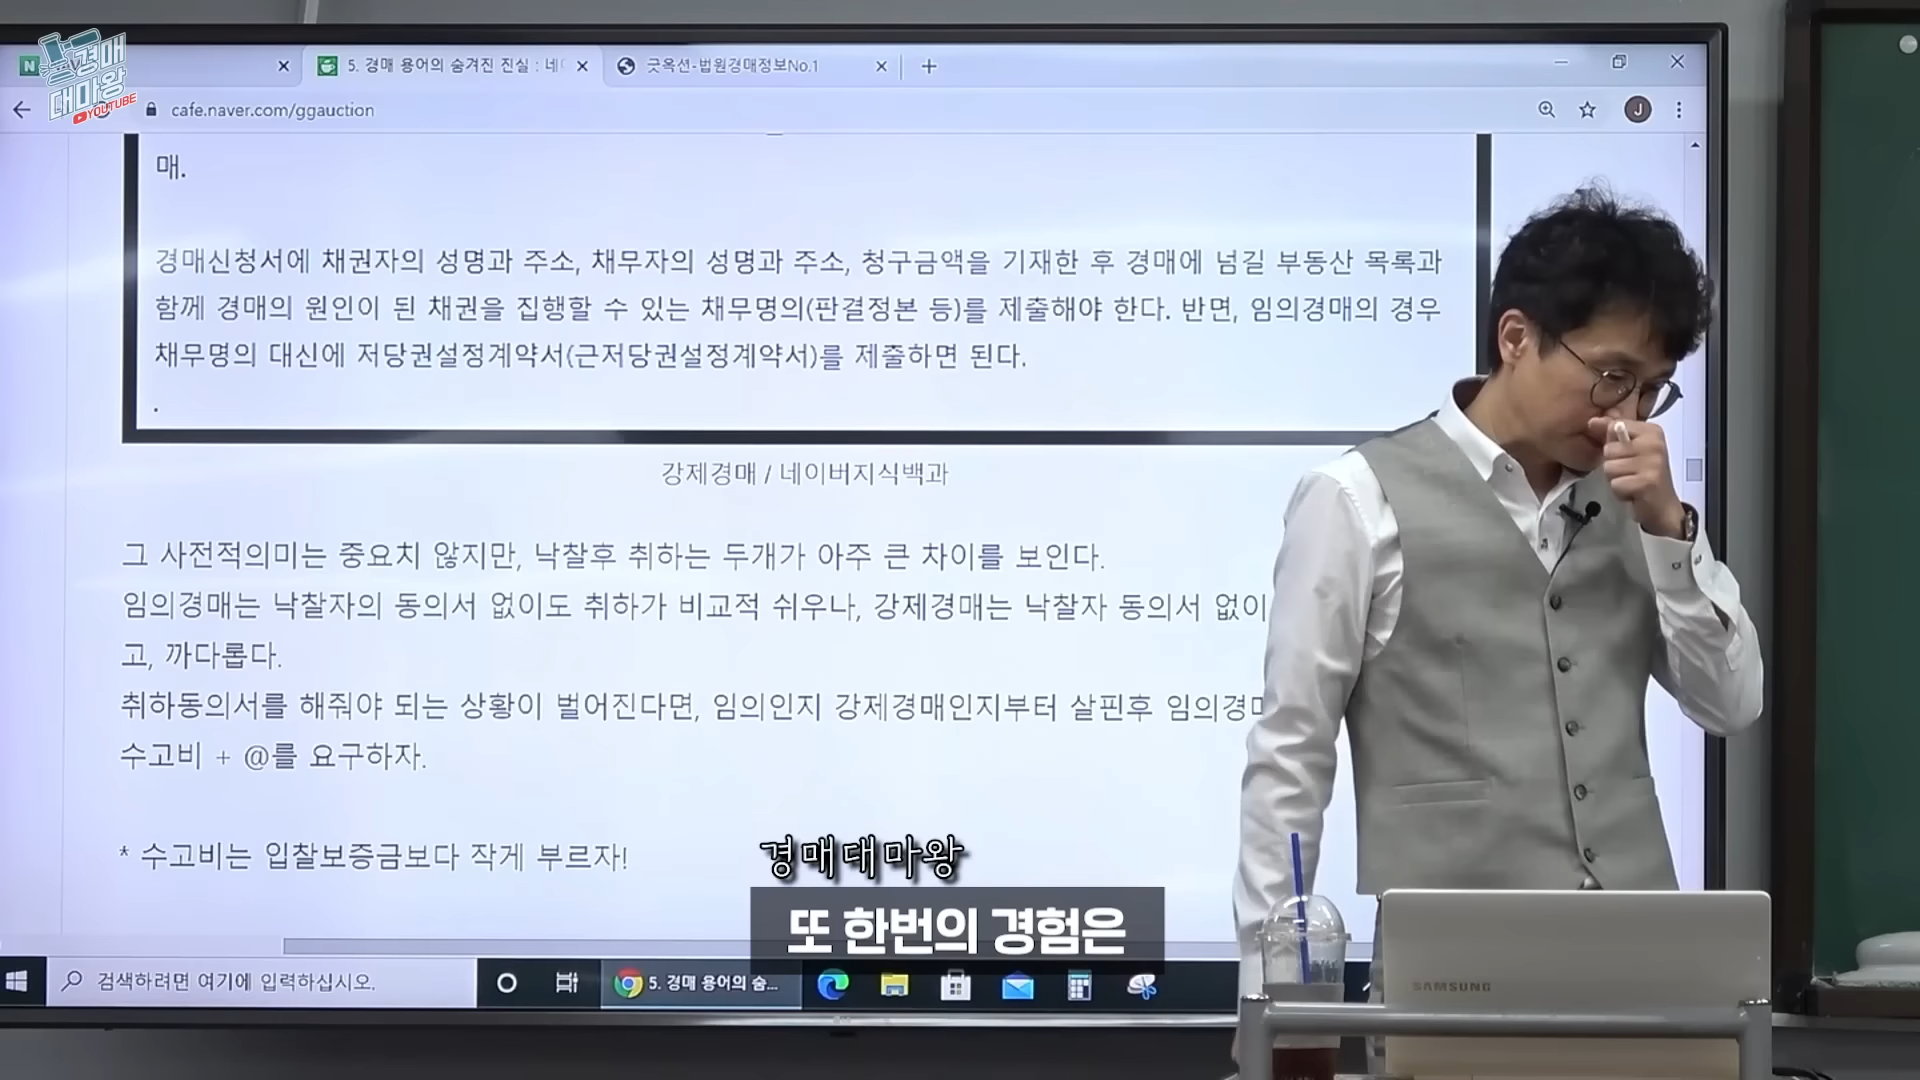 경매
대마왕
YOUTUBE
5. 경매 용어의 숨겨진 진실 : 네
굿옥션-법원경매정보No.1
cafe.naver.com/ggauction
J
매.
경매신청서에 채권자의 성명과 주소, 채무자의 성명과 주소, 청구금액을 기재한 후 경매에 넘길 부동산 목록과
함께 경매의 원인이 된 채권을 집행할 수 있는 채무명의(판결정본 등)를 제출해야 한다. 반면, 임의경매의 경우
채무명의 대신에 저당권설정계약서(근저당권설정계약서)를 제출하면 된다.
.
강제경매 / 네이버지식백과
그 사전적의미는 중요치 않지만, 낙찰후 취하는 두개가 아주 큰 차이를 보인다.
임의경매는 낙찰자의 동의서 없이도 취하가 비교적 쉬우나, 강제경매는 낙찰자 동의서 없이
고, 까다롭다.
취하동의서를 해줘야 되는 상황이 벌어진다면, 임의인지 강제경매인지부터 살핀후 임의경매
수고비 + @를 요구하자.
* 수고비는 입찰보증금보다 작게 부르자!
경매대마왕
또 한번의 경험은
검색하려면 여기에 입력하십시오.
5. 경매 용어의 숨...
SAMSUNG